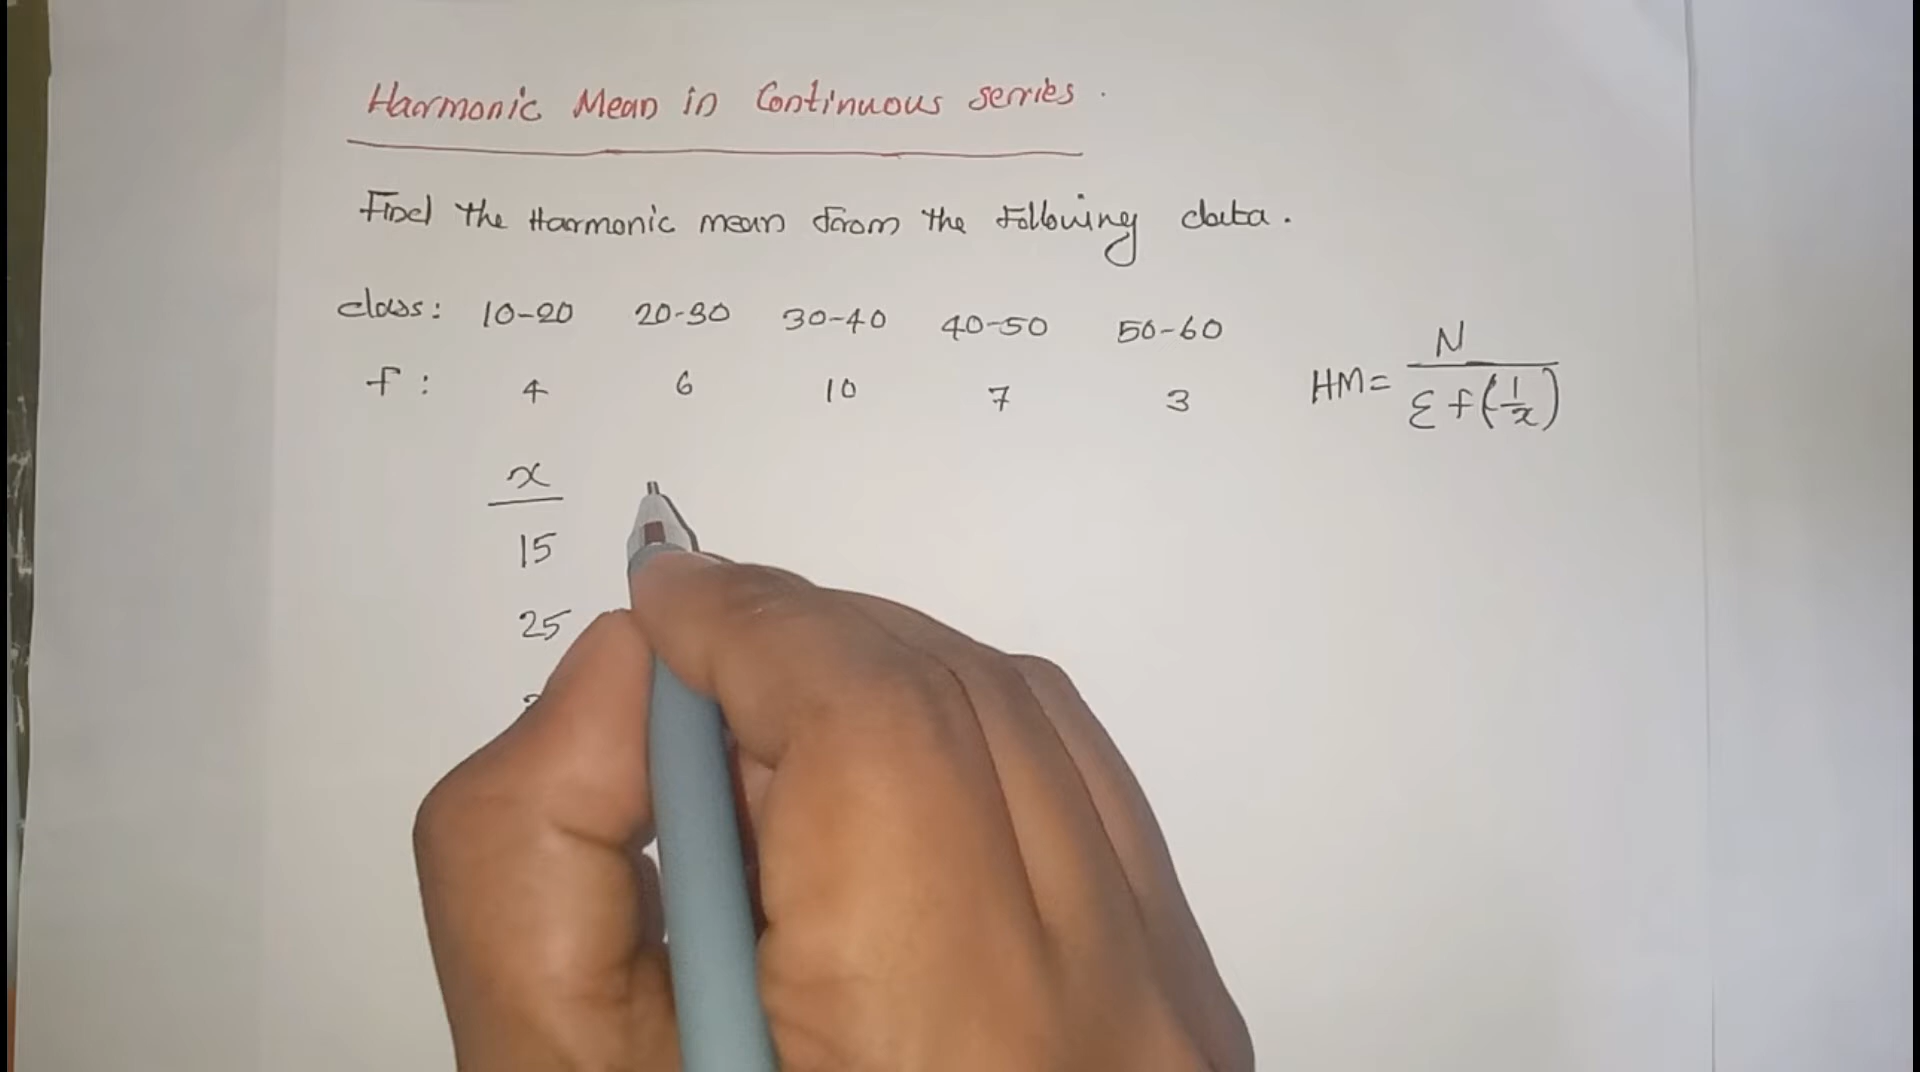 Harmonic Mean in Continuous series.
Find the Harmonic mean from the following data.
class: 10-20 20-30 30-40 40-50 50-60
f: 4 6 10 7 3
HM = N / Σf(1/x)
x
15
25